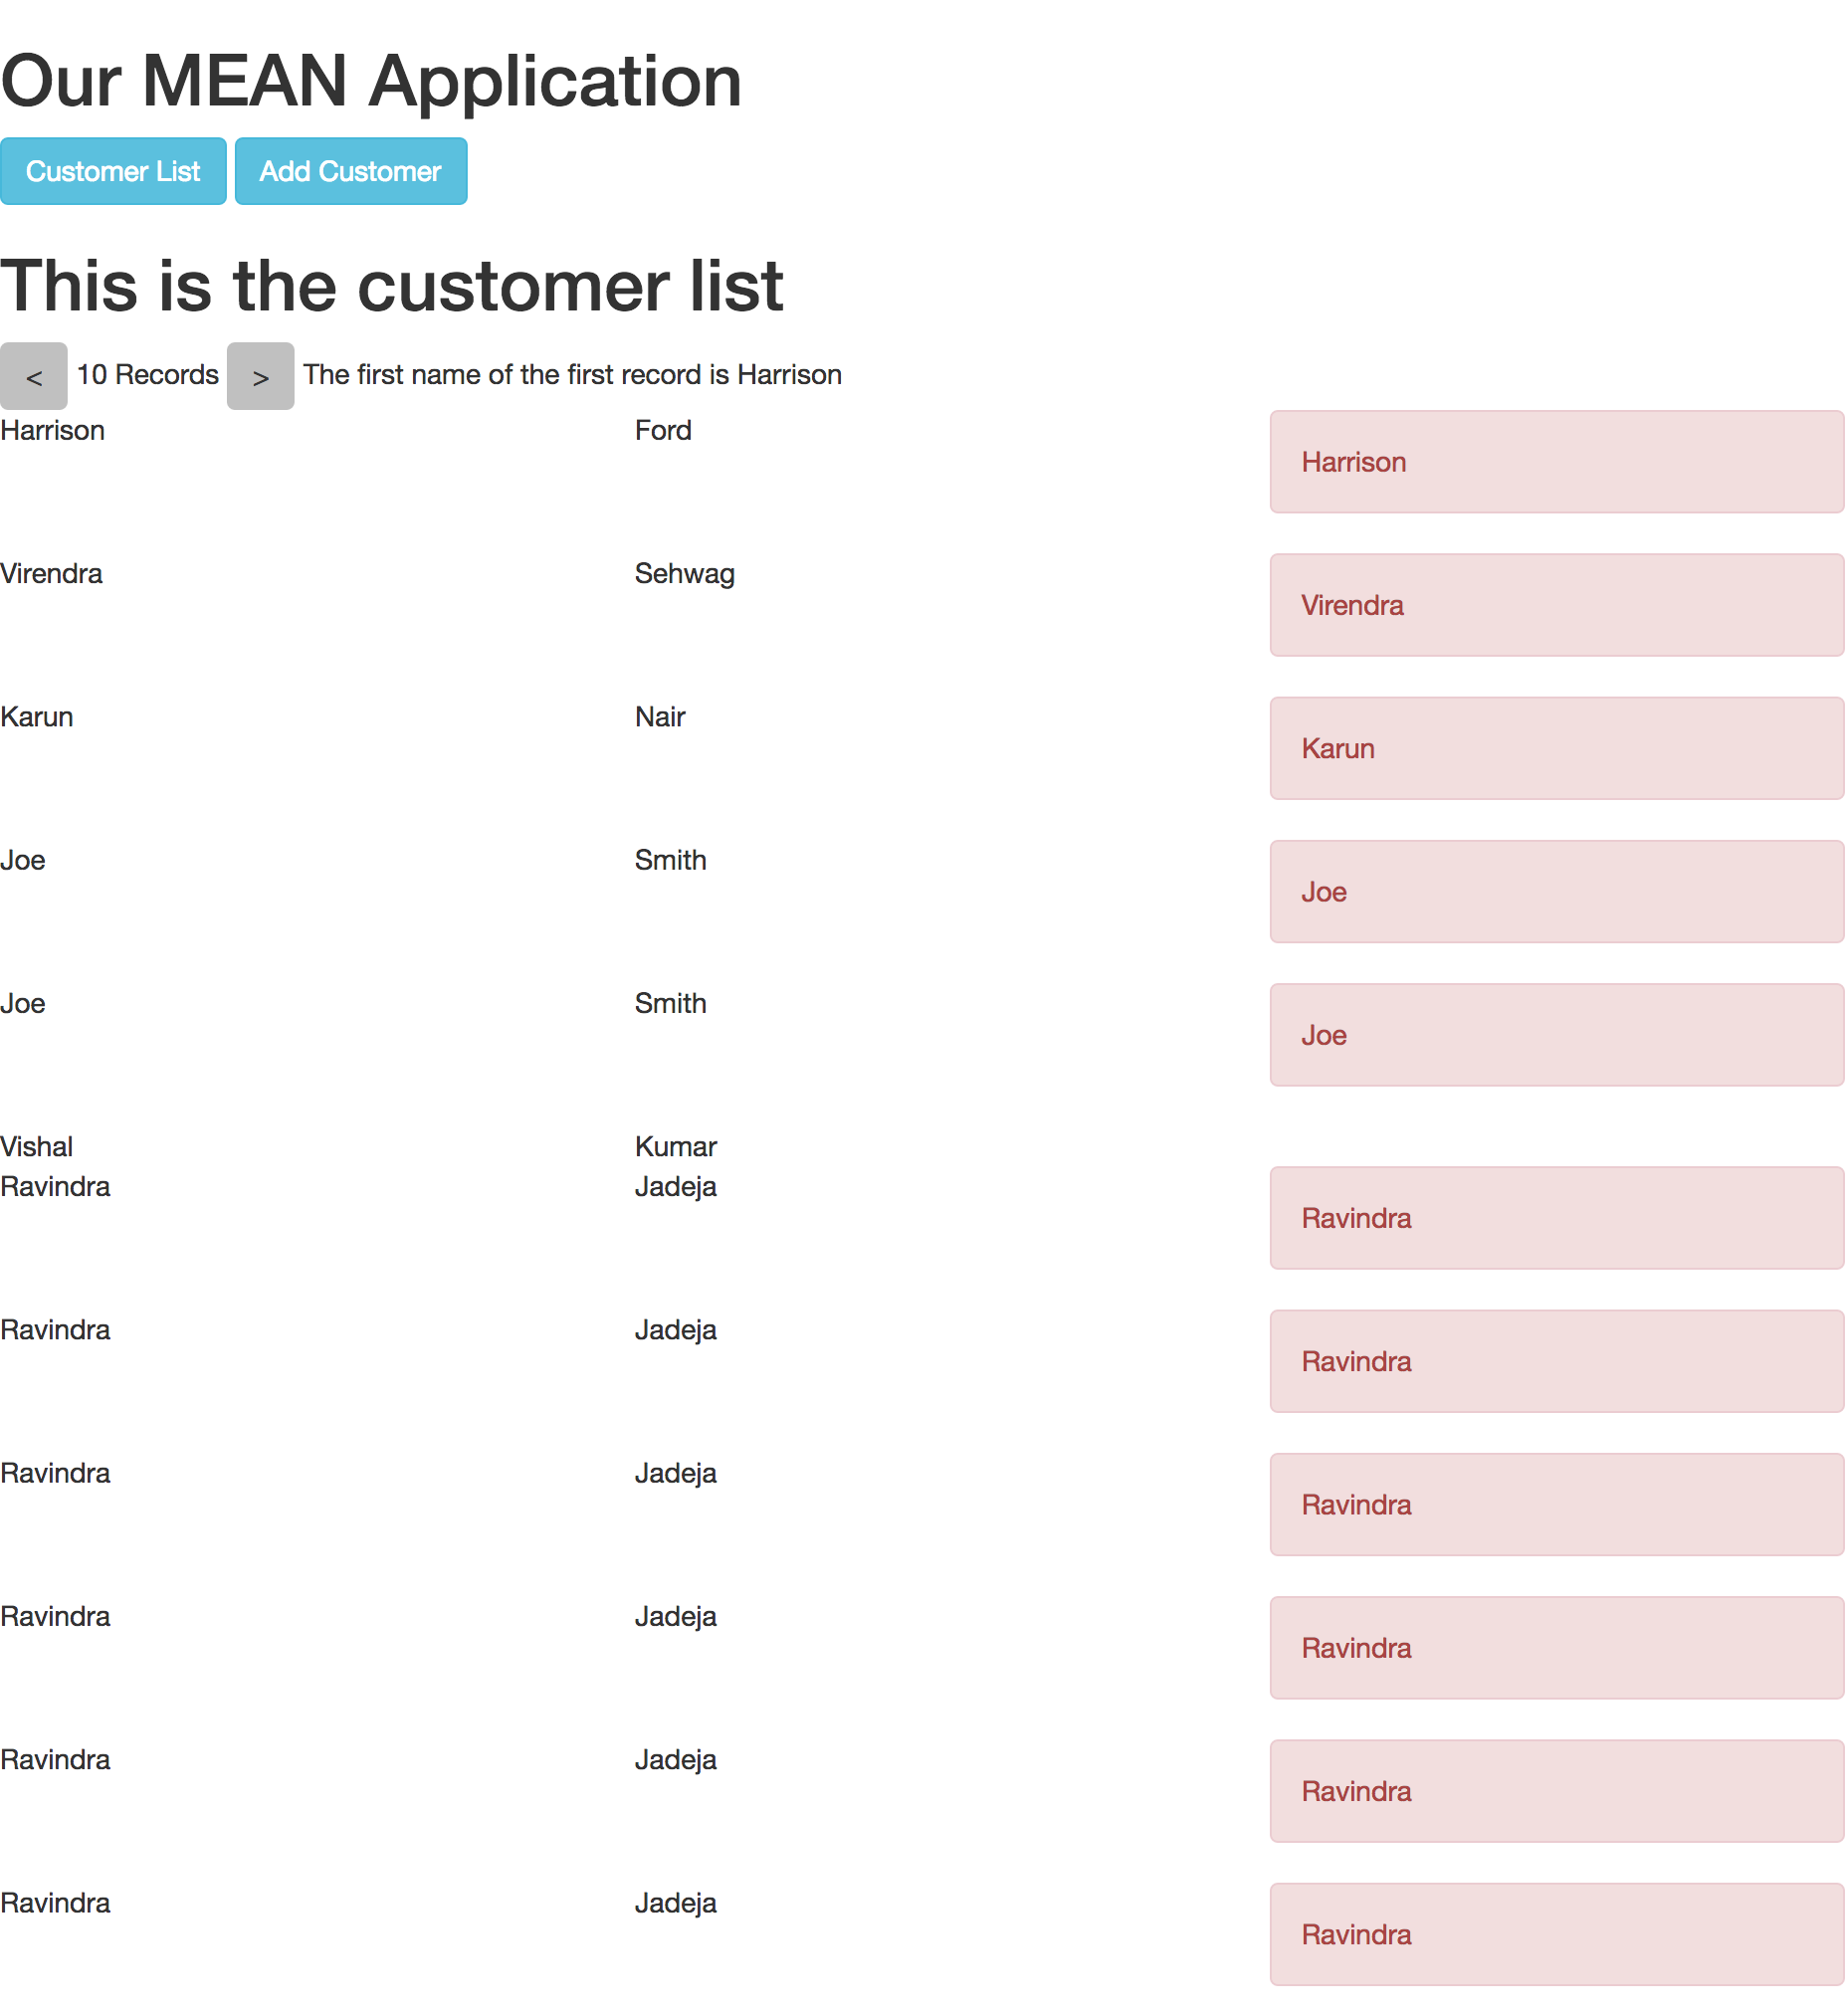 Our MEAN Application
Customer List Add Customer
This is the customer list
< 10 Records > The first name of the first record is Harrison
Harrison Ford
Harrison
Virendra Sehwag
Virendra
Karun Nair
Karun
Joe Smith
Joe
Joe Smith
Joe
Vishal Kumar
Ravindra Jadeja
Ravindra
Ravindra Jadeja
Ravindra
Ravindra Jadeja
Ravindra
Ravindra Jadeja
Ravindra
Ravindra Jadeja
Ravindra
Ravindra Jadeja
Ravindra